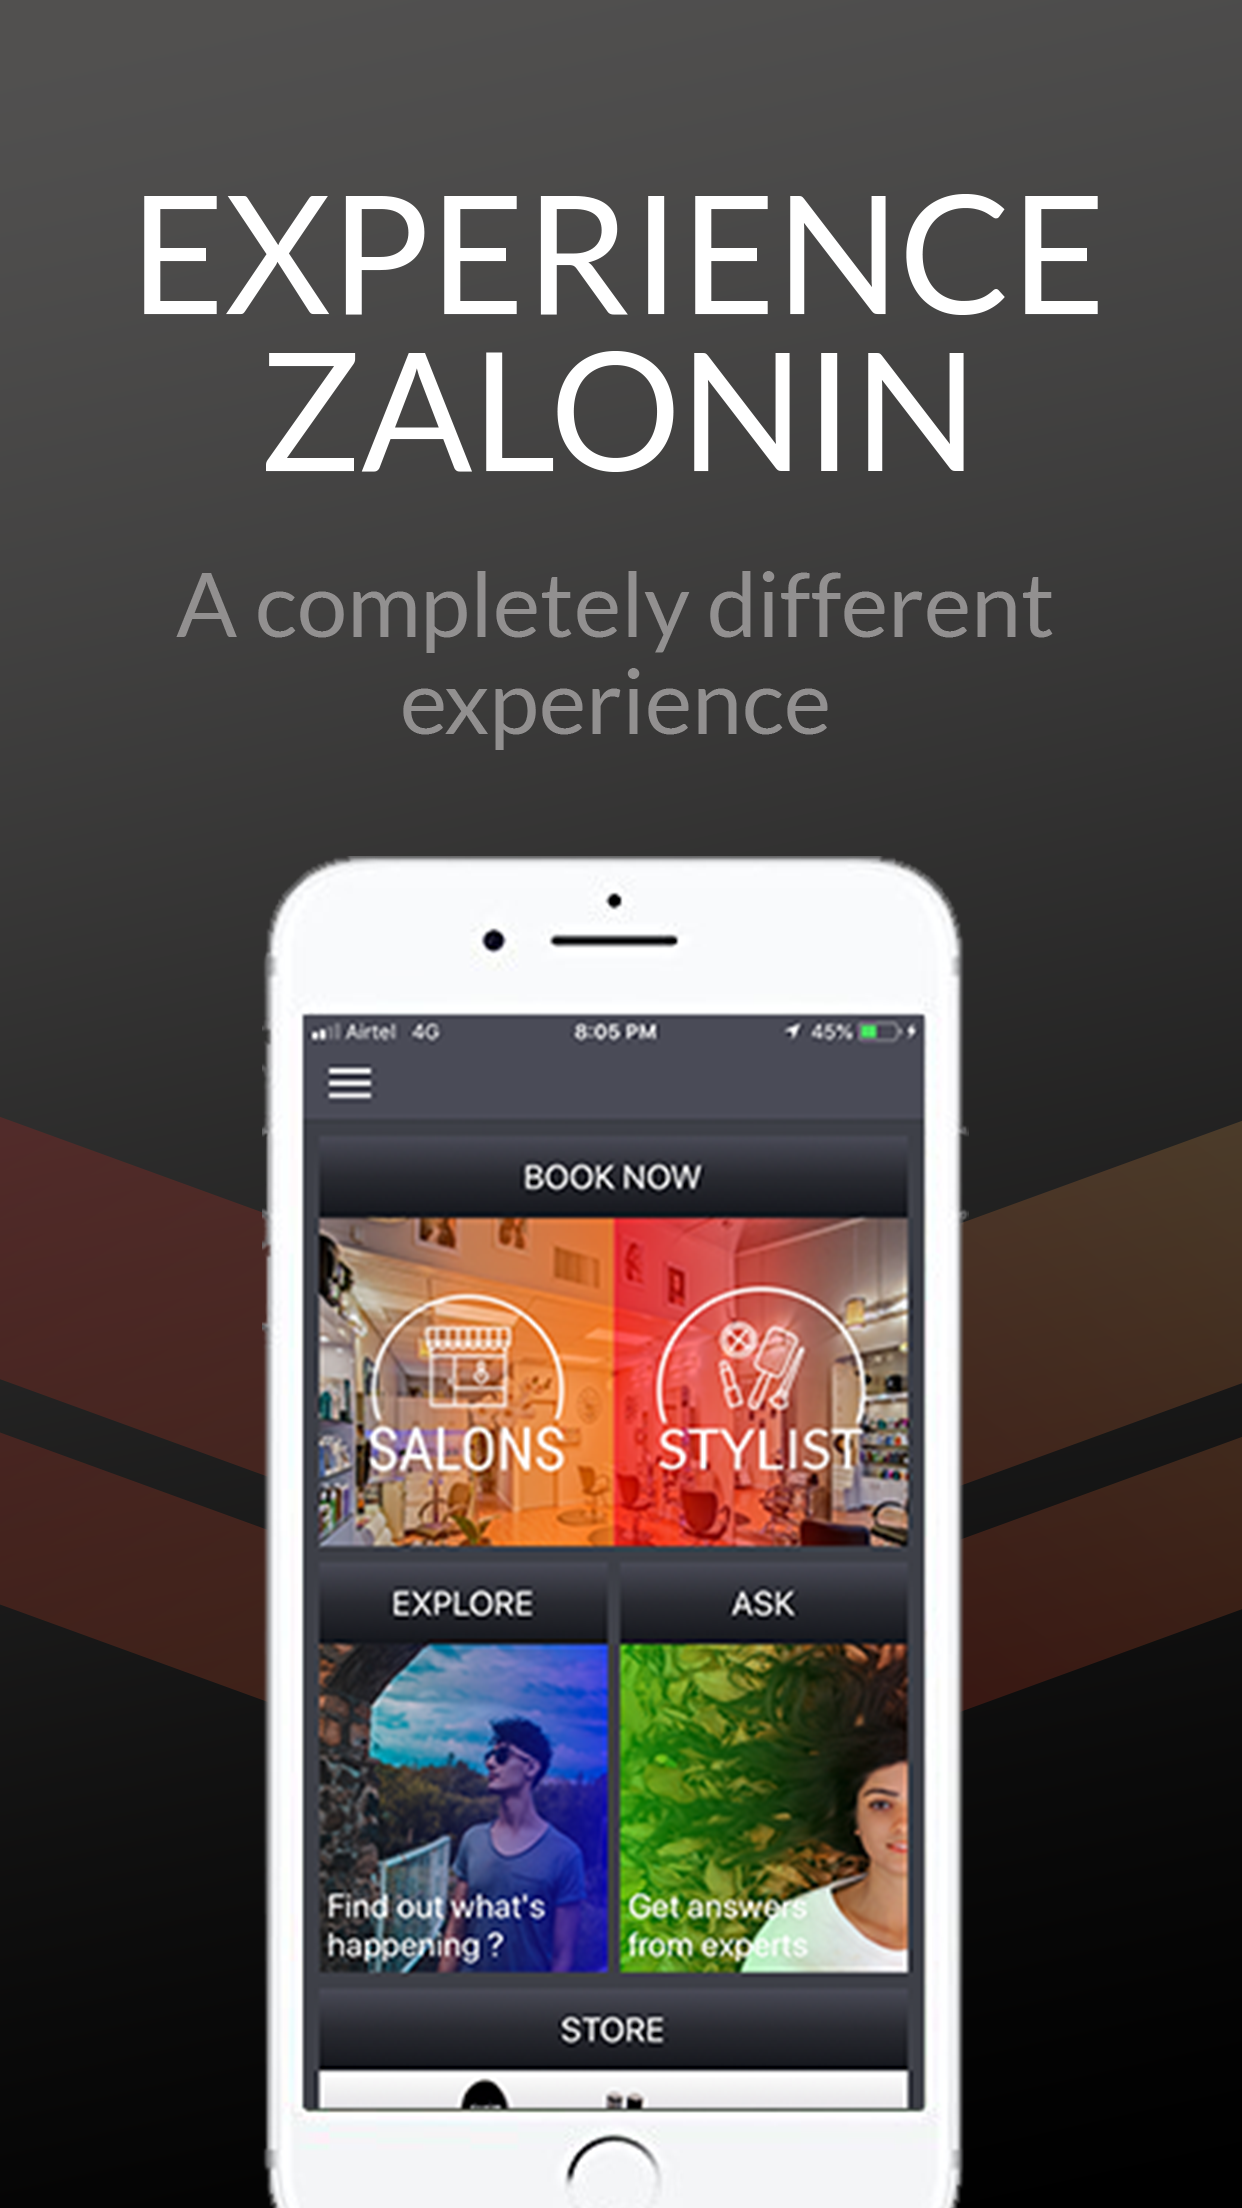 EXPERIENCE
ZALONIN
A completely different
experience
Airtel 4G 8:05 PM 45%
BOOK NOW
SALONS STYLIST
EXPLORE ASK
Find out what's
happening ?
Get answers
from experts
STORE